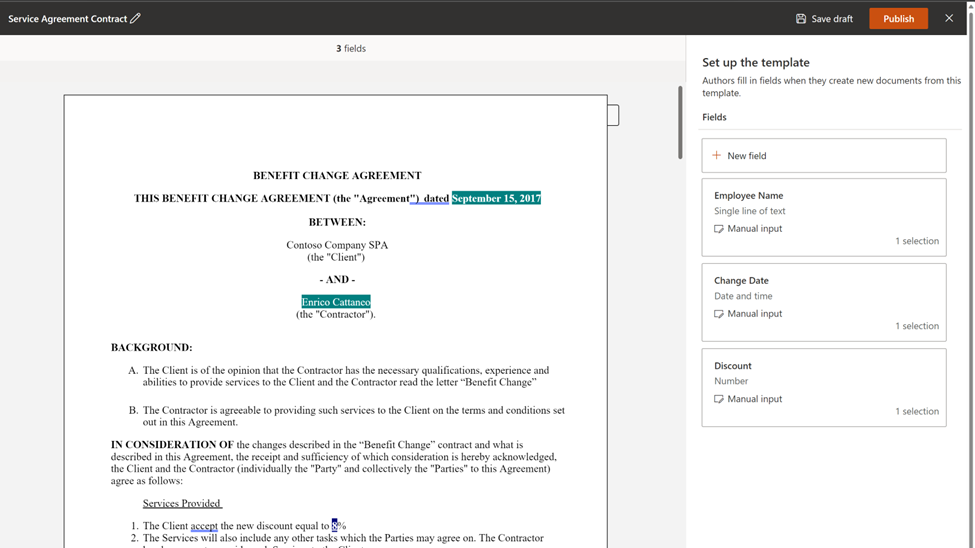 Service Agreement Contract
Save draft
Publish
3 fields
BENEFIT CHANGE AGREEMENT
THIS BENEFIT CHANGE AGREEMENT (the "Agreement") dated September 15, 2017
BETWEEN:
Contoso Company SPA
(the "Client")
- AND -
Enrico Cattaneo
(the "Contractor").
BACKGROUND:
A. The Client is of the opinion that the Contractor has the necessary qualifications, experience and
abilities to provide services to the Client and the Contractor read the letter “Benefit Change”
B. The Contractor is agreeable to providing such services to the Client on the terms and conditions set
out in this Agreement.
IN CONSIDERATION OF the changes described in the “Benefit Change” contract and what is
described in this Agreement, the receipt and sufficiency of which consideration is hereby acknowledged,
the Client and the Contractor (individually the "Party" and collectively the "Parties" to this Agreement)
agree as follows:
Services Provided
1. The Client accept the new discount equal to %
2. The Services will also include any other tasks which the Parties may agree on. The Contractor
Set up the template
Authors fill in fields when they create new documents from this
template.
Fields
New field
Employee Name
Single line of text
Manual input
1 selection
Change Date
Date and time
Manual input
1 selection
Discount
Number
Manual input
1 selection